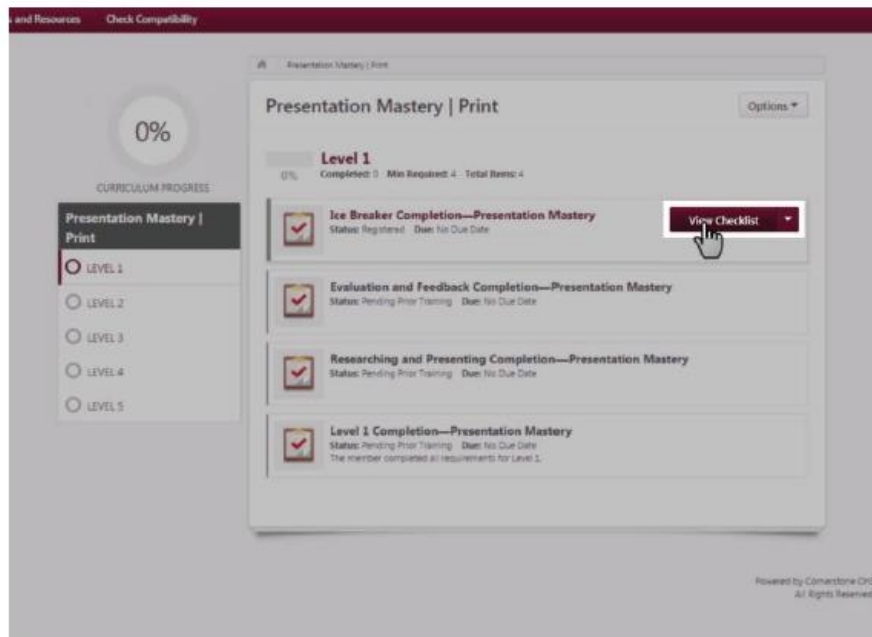 s and Resources Check Compatibility
Presentation Mastery | Print
0%
CURRICULUM PROGRESS
Presentation Mastery |
Print
LEVEL 1
LEVEL 2
LEVEL 3
LEVEL 4
LEVEL 5
Presentation Mastery | Print
Options
Level 1
0% Completed: 0 Min Required: 4 Total Items: 4
Ice Breaker Completion—Presentation Mastery
Status: Registered Due: No Due Date
View Checklist
Evaluation and Feedback Completion—Presentation Mastery
Status: Pending Prior Training Due: No Due Date
Researching and Presenting Completion—Presentation Mastery
Status: Pending Prior Training Due: No Due Date
Level 1 Completion—Presentation Mastery
Status: Pending Prior Training Due: No Due Date
The member completed all requirements for Level 1.
Powered by Cornerstone
All Rights Reserved